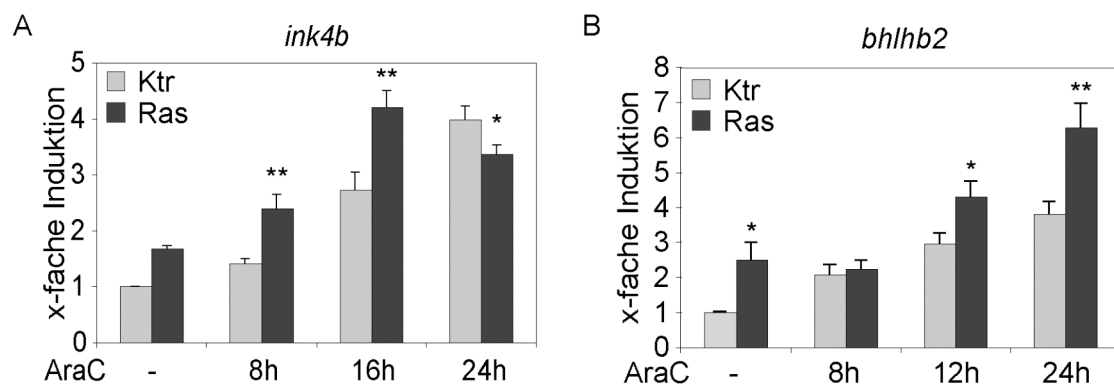 A
ink4b
x-fache Induktion
5
4
3
2
1
0
Ktr
Ras
**
**
*
AraC - 8h 16h 24h
B
bhlhb2
x-fache Induktion
8
7
6
5
4
3
2
1
0
Ktr
Ras
*
*
**
AraC - 8h 12h 24h